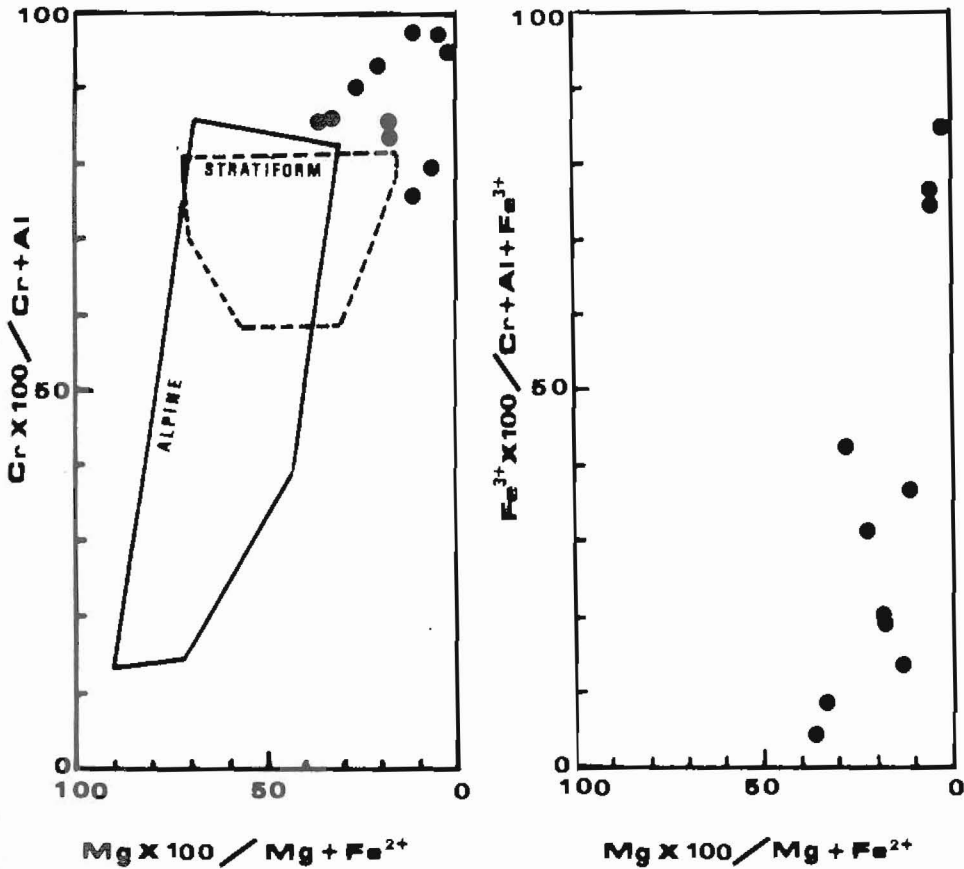 100
Cr X 100 / Cr + Al
50
0
STRATIFORM
ALPINE
100
50
0
Mg X 100 / Mg + Fe²⁺
100
Fe³⁺ X 100 / Cr + Al + Fe³⁺
50
0
100
50
0
Mg X 100 / Mg + Fe²⁺